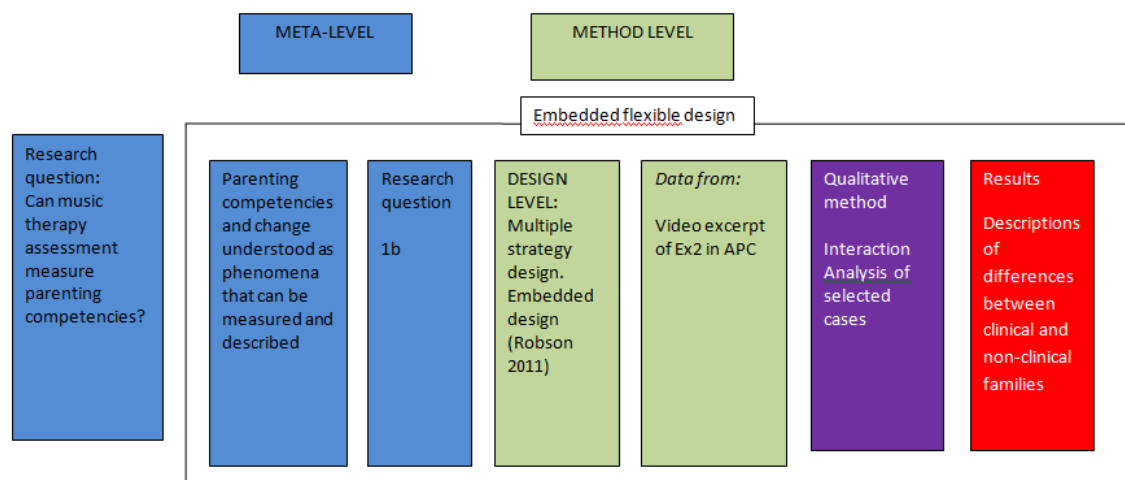 META-LEVEL
METHOD LEVEL
Embedded flexible design
Research
question:
Can music
therapy
assessment
measure
parenting
competencies?
Parenting
competencies
and change
understood as
phenomena
that can be
measured and
described
Research
question
1b
DESIGN
LEVEL:
Multiple
strategy
design.
Embedded
design
(Robson
2011)
Data from:
Video excerpt
of Ex2 in APC
Qualitative
method
Interaction
Analysis of
selected
cases
Results
Descriptions
of
differences
between
clinical and
non-clinical
families